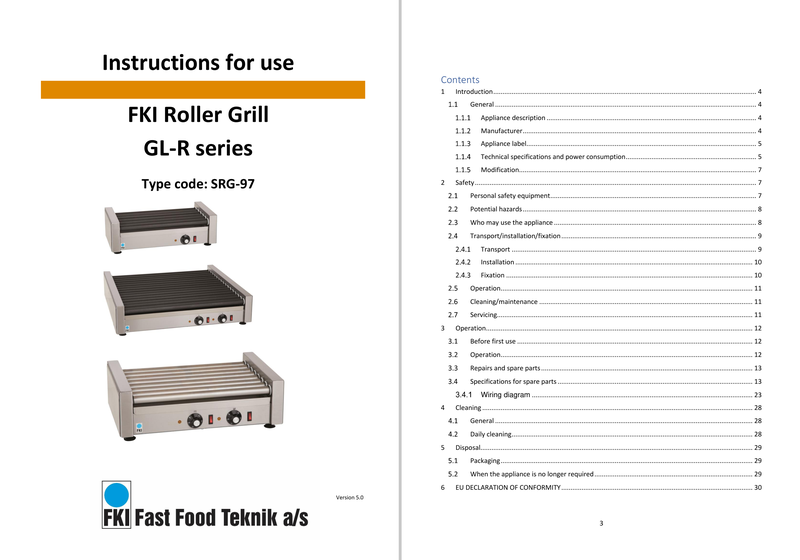 Instructions for use
FKI Roller Grill
GL-R series
Type code: SRG-97
Version 5.0
FKI Fast Food Teknik a/s
Contents
1 Introduction 4
1.1 General 4
1.1.1 Appliance description 4
1.1.2 Manufacturer 4
1.1.3 Appliance label 5
1.1.4 Technical specifications and power consumption 5
1.1.5 Modification 7
2 Safety 7
2.1 Personal safety equipment 7
2.2 Potential hazards 8
2.3 Who may use the appliance 8
2.4 Transport/installation/fixation 9
2.4.1 Transport 9
2.4.2 Installation 10
2.4.3 Fixation 10
2.5 Operation 11
2.6 Cleaning/maintenance 11
2.7 Servicing 11
3 Operation 12
3.1 Before first use 12
3.2 Operation 12
3.3 Repairs and spare parts 13
3.4 Specifications for spare parts 13
3.4.1 Wiring diagram 23
4 Cleaning 28
4.1 General 28
4.2 Daily cleaning 28
5 Disposal 29
5.1 Packaging 29
5.2 When the appliance is no longer required 29
6 EU DECLARATION OF CONFORMITY 30
3